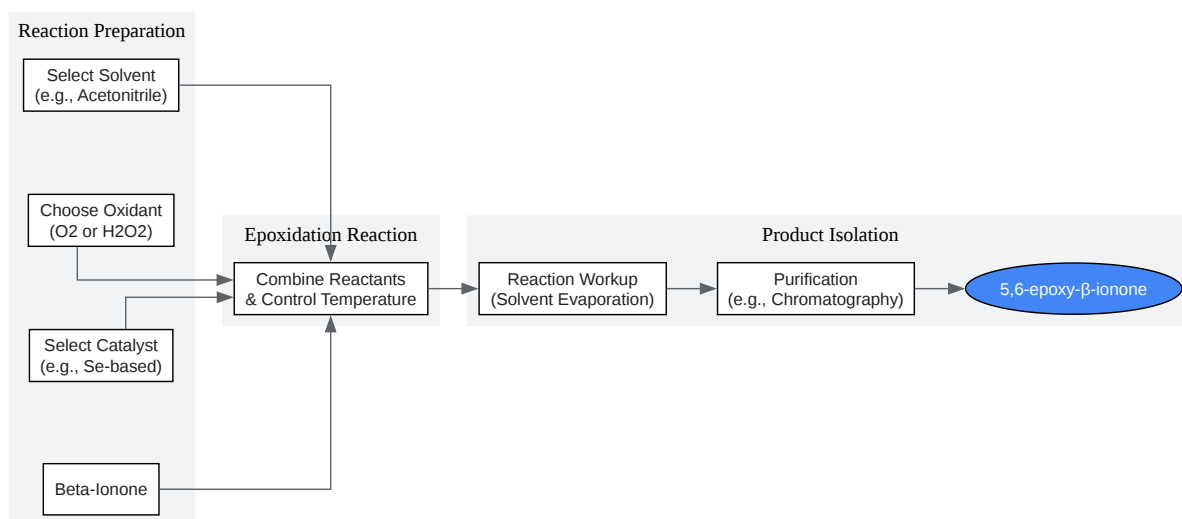 Reaction Preparation
Select Solvent
(e.g., Acetonitrile)
Choose Oxidant
(O2 or H2O2)
Select Catalyst
(e.g., Se-based)
Beta-Ionone
Epoxidation Reaction
Combine Reactants
& Control Temperature
Product Isolation
Reaction Workup
(Solvent Evaporation)
Purification
(e.g., Chromatography)
5,6-epoxy-β-ionone